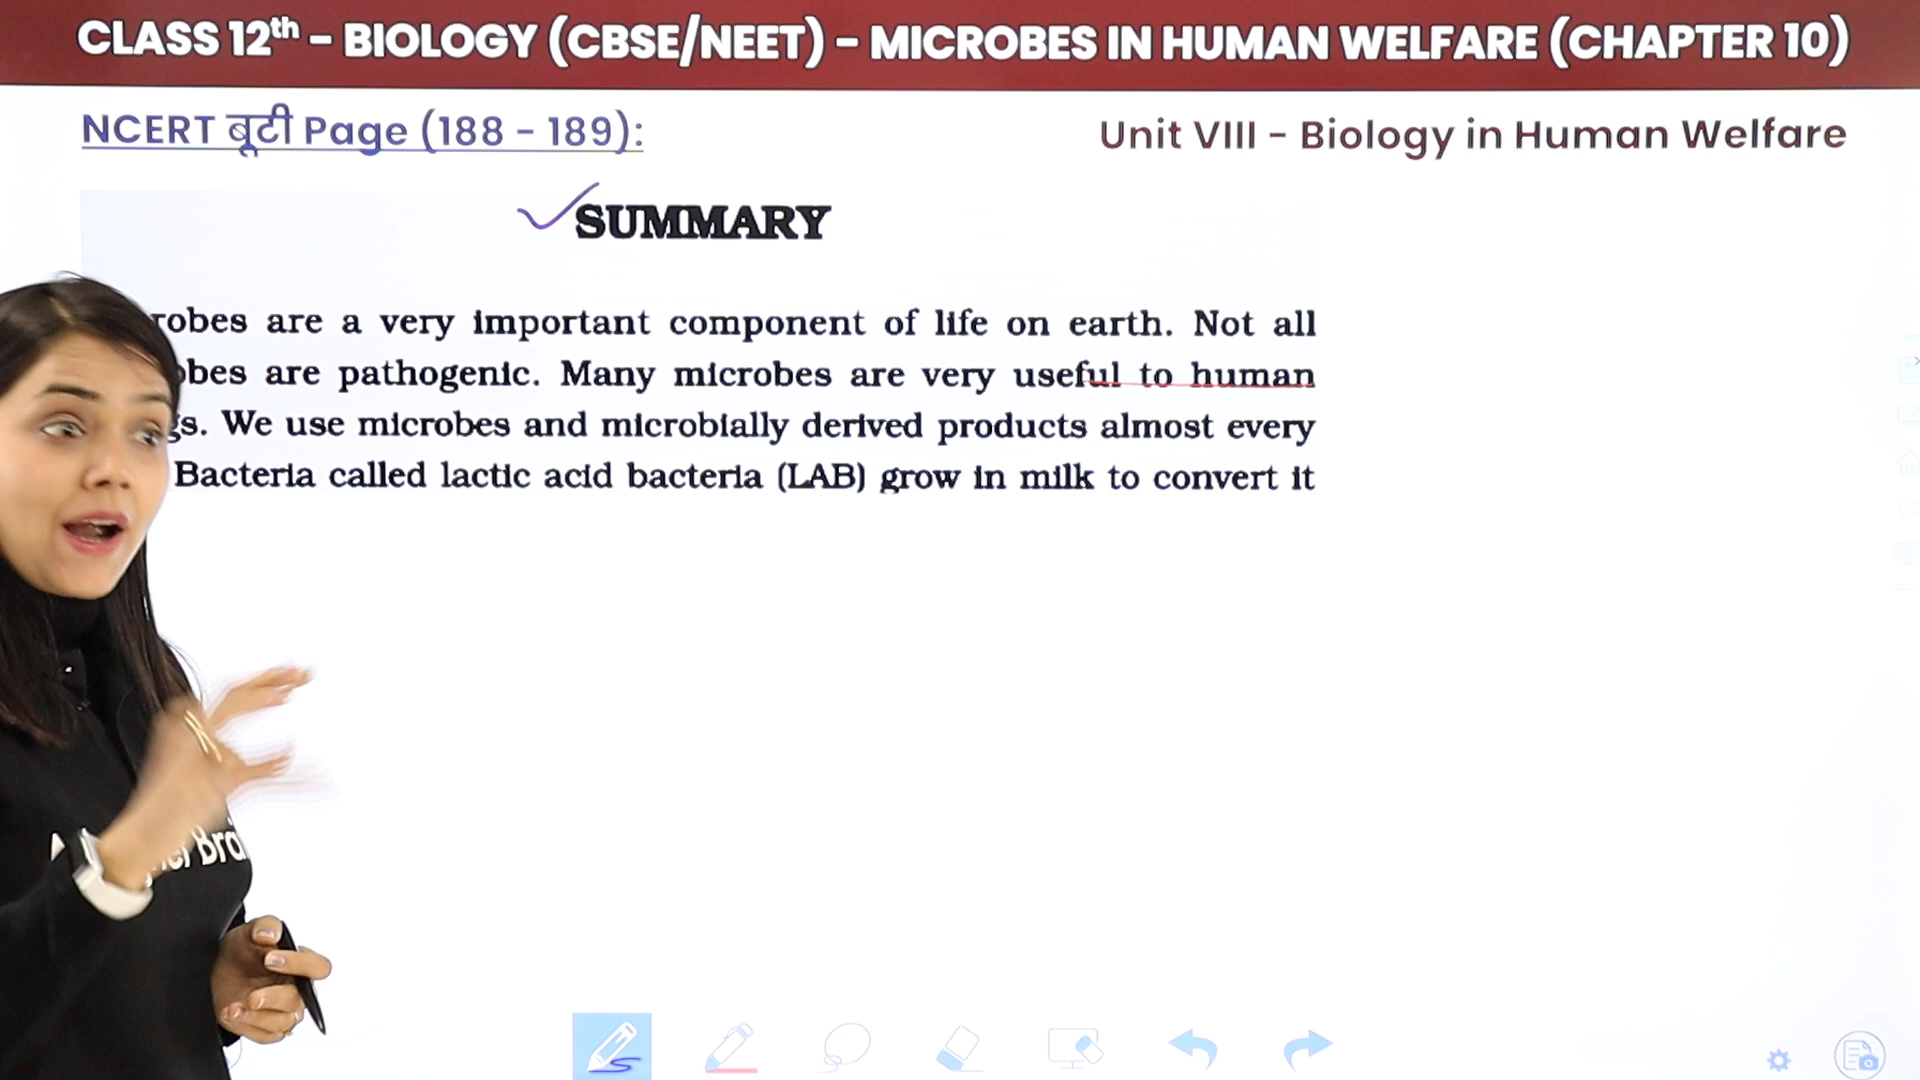 CLASS 12th - BIOLOGY (CBSE/NEET) - MICROBES IN HUMAN WELFARE (CHAPTER 10)
NCERT बूटी Page (188 - 189):
Unit VIII - Biology in Human Welfare
SUMMARY
robes are a very important component of life on earth. Not all
obes are pathogenic. Many microbes are very useful to human
gs. We use microbes and microbially derived products almost every
Bacteria called lactic acid bacteria (LAB) grow in milk to convert it